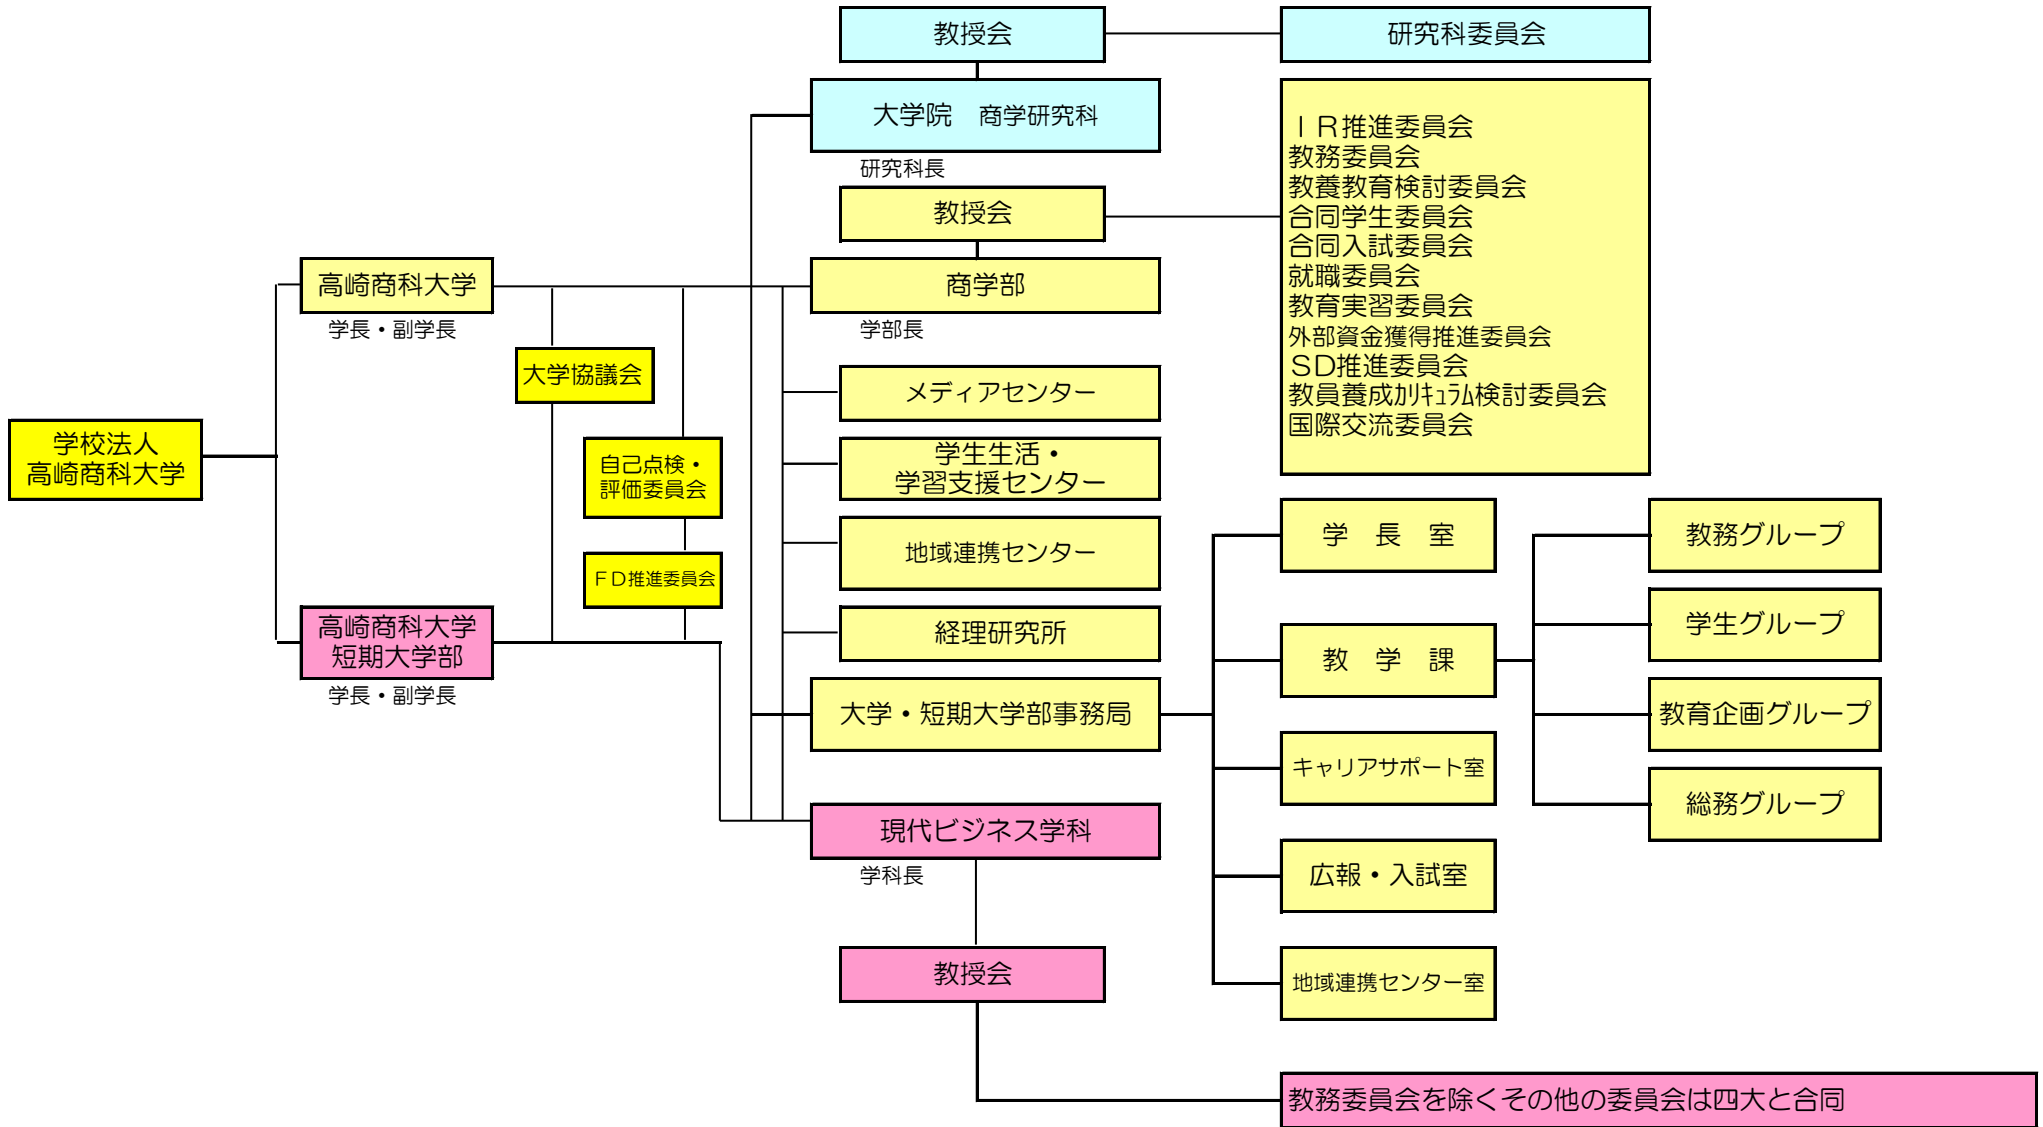 教授会
研究科委員会
大学院　商学研究科
研究科長
ＩＲ推進委員会
教務委員会
教養教育検討委員会
合同学生委員会
合同入試委員会
就職委員会
教育実習委員会
外部資金獲得推進委員会
ＳＤ推進委員会
教員養成ｶﾘｷｭﾗﾑ検討委員会
国際交流委員会
教授会
高崎商科大学
学長・副学長
商学部
学部長
大学協議会
メディアセンター
学校法人
高崎商科大学
自己点検・
評価委員会
学生生活・
学習支援センター
ＦＤ推進委員会
地域連携センター
高崎商科大学
短期大学部
学長・副学長
経理研究所
大学・短期大学部事務局
学　長　室
教　学　課
キャリアサポート室
広報・入試室
地域連携センター室
教務グループ
学生グループ
教育企画グループ
総務グループ
現代ビジネス学科
学科長
教授会
教務委員会を除くその他の委員会は四大と合同